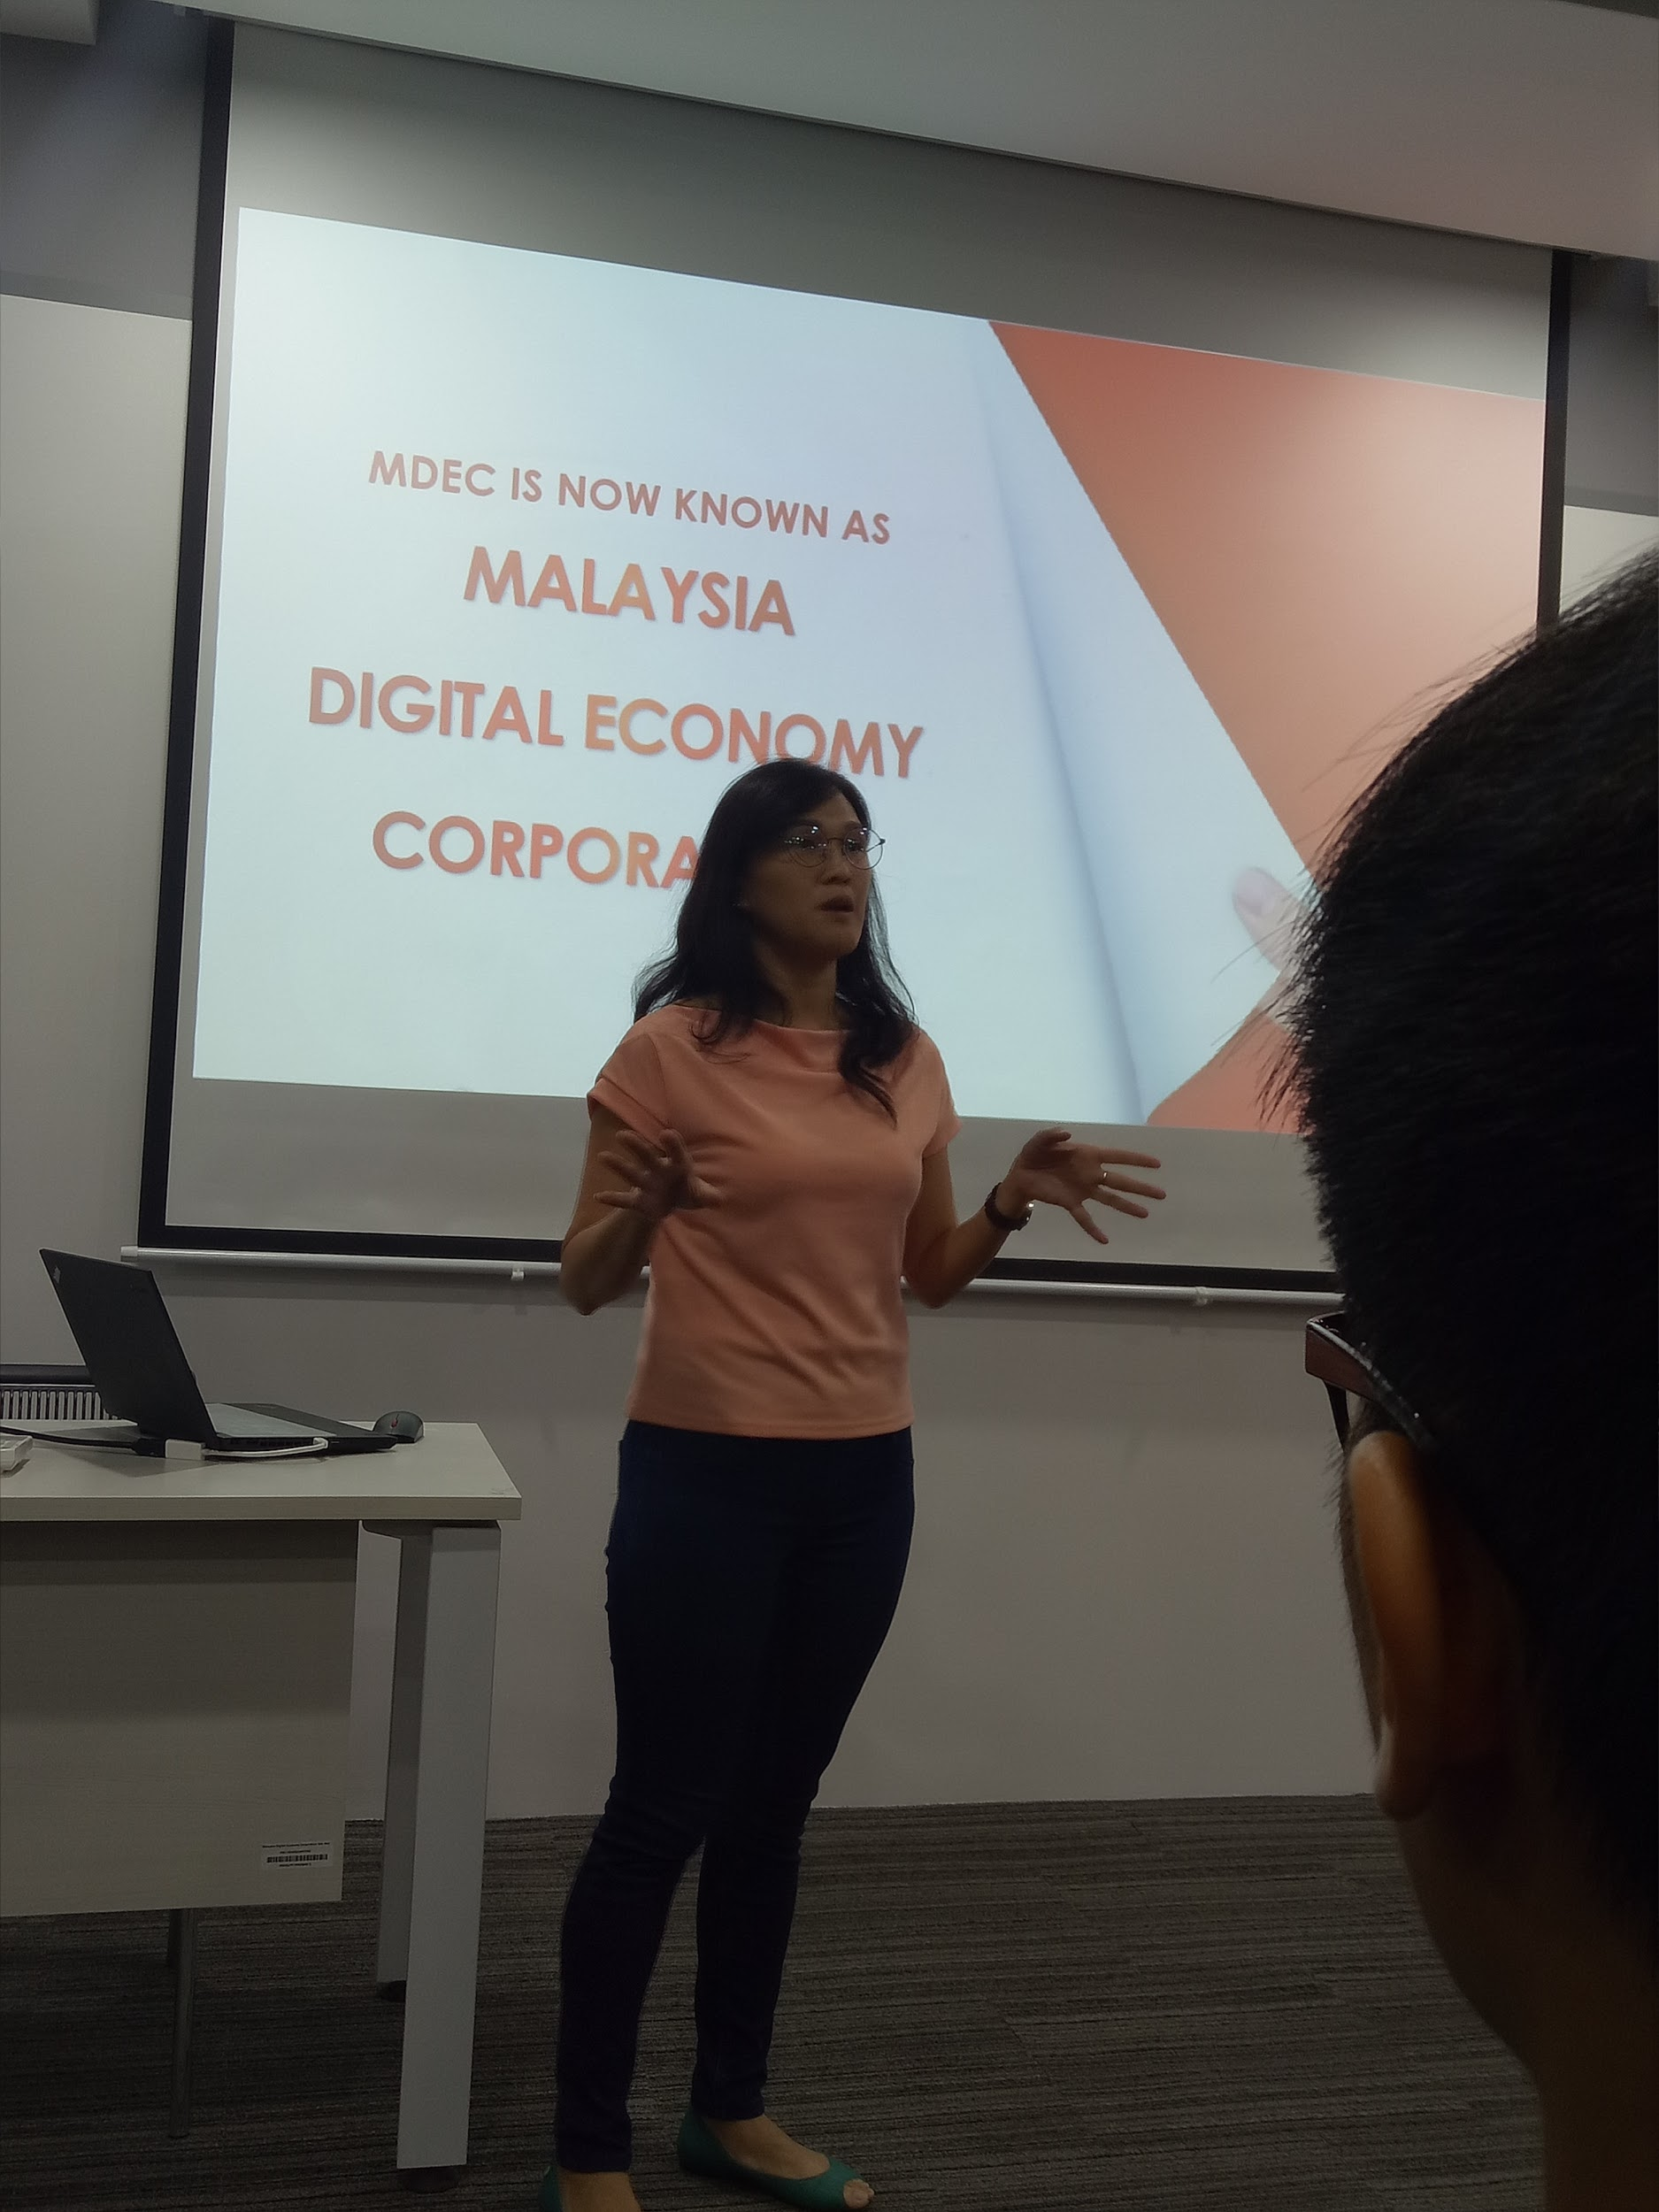 MDEC IS NOW KNOWN AS
MALAYSIA
DIGITAL ECONOMY
CORPORA